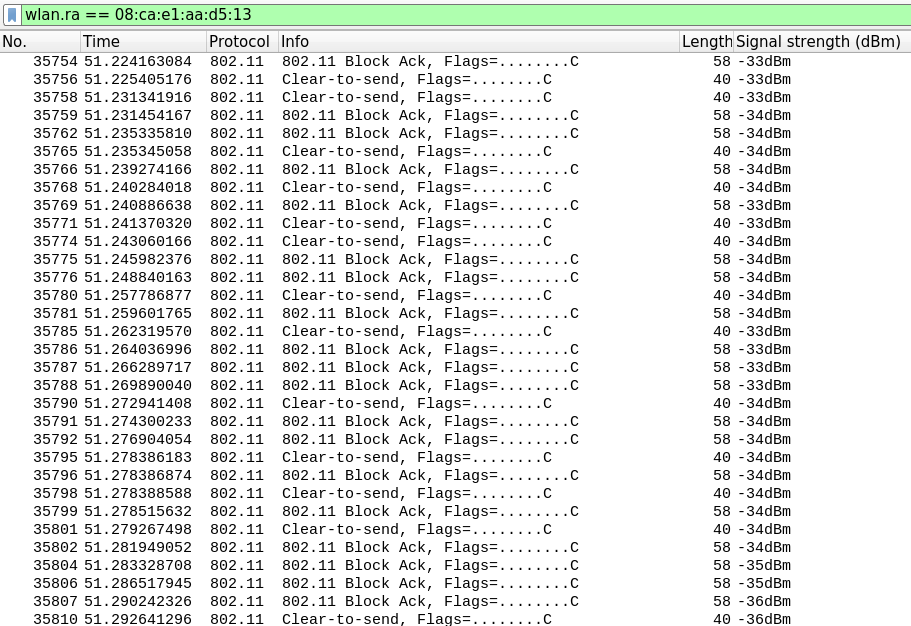 wlan.ra == 08:ca:e1:aa:d5:13
No. Time Protocol Info Length Signal strength (dBm)
35754 51.224163084 802.11 802.11 Block Ack, Flags=........C 58 -33dBm
35756 51.225405176 802.11 Clear-to-send, Flags=........C 40 -33dBm
35758 51.231341916 802.11 Clear-to-send, Flags=........C 40 -33dBm
35759 51.231454167 802.11 802.11 Block Ack, Flags=........C 58 -34dBm
35762 51.235335810 802.11 802.11 Block Ack, Flags=........C 58 -34dBm
35765 51.235345058 802.11 Clear-to-send, Flags=........C 40 -34dBm
35766 51.239274166 802.11 802.11 Block Ack, Flags=........C 58 -34dBm
35768 51.240284018 802.11 Clear-to-send, Flags=........C 40 -34dBm
35769 51.240886638 802.11 802.11 Block Ack, Flags=........C 58 -33dBm
35771 51.241370320 802.11 Clear-to-send, Flags=........C 40 -33dBm
35774 51.243060166 802.11 Clear-to-send, Flags=........C 40 -34dBm
35775 51.245982376 802.11 802.11 Block Ack, Flags=........C 58 -34dBm
35776 51.248840163 802.11 802.11 Block Ack, Flags=........C 58 -34dBm
35780 51.257786877 802.11 Clear-to-send, Flags=........C 40 -34dBm
35781 51.259601765 802.11 802.11 Block Ack, Flags=........C 58 -34dBm
35785 51.262319570 802.11 Clear-to-send, Flags=........C 40 -33dBm
35786 51.264036996 802.11 802.11 Block Ack, Flags=........C 58 -33dBm
35787 51.266289717 802.11 802.11 Block Ack, Flags=........C 58 -33dBm
35788 51.269890040 802.11 802.11 Block Ack, Flags=........C 58 -33dBm
35790 51.272941408 802.11 Clear-to-send, Flags=........C 40 -34dBm
35791 51.274300233 802.11 802.11 Block Ack, Flags=........C 58 -34dBm
35792 51.276904054 802.11 802.11 Block Ack, Flags=........C 58 -34dBm
35795 51.278386183 802.11 Clear-to-send, Flags=........C 40 -34dBm
35796 51.278386874 802.11 802.11 Block Ack, Flags=........C 58 -34dBm
35798 51.278388588 802.11 Clear-to-send, Flags=........C 40 -34dBm
35799 51.278515632 802.11 802.11 Block Ack, Flags=........C 58 -34dBm
35801 51.279267498 802.11 Clear-to-send, Flags=........C 40 -34dBm
35802 51.281949052 802.11 802.11 Block Ack, Flags=........C 58 -34dBm
35804 51.283328708 802.11 802.11 Block Ack, Flags=........C 58 -35dBm
35806 51.286517945 802.11 802.11 Block Ack, Flags=........C 58 -35dBm
35807 51.290242326 802.11 802.11 Block Ack, Flags=........C 58 -36dBm
35810 51.292641296 802.11 Clear-to-send, Flags=........C 40 -36dBm